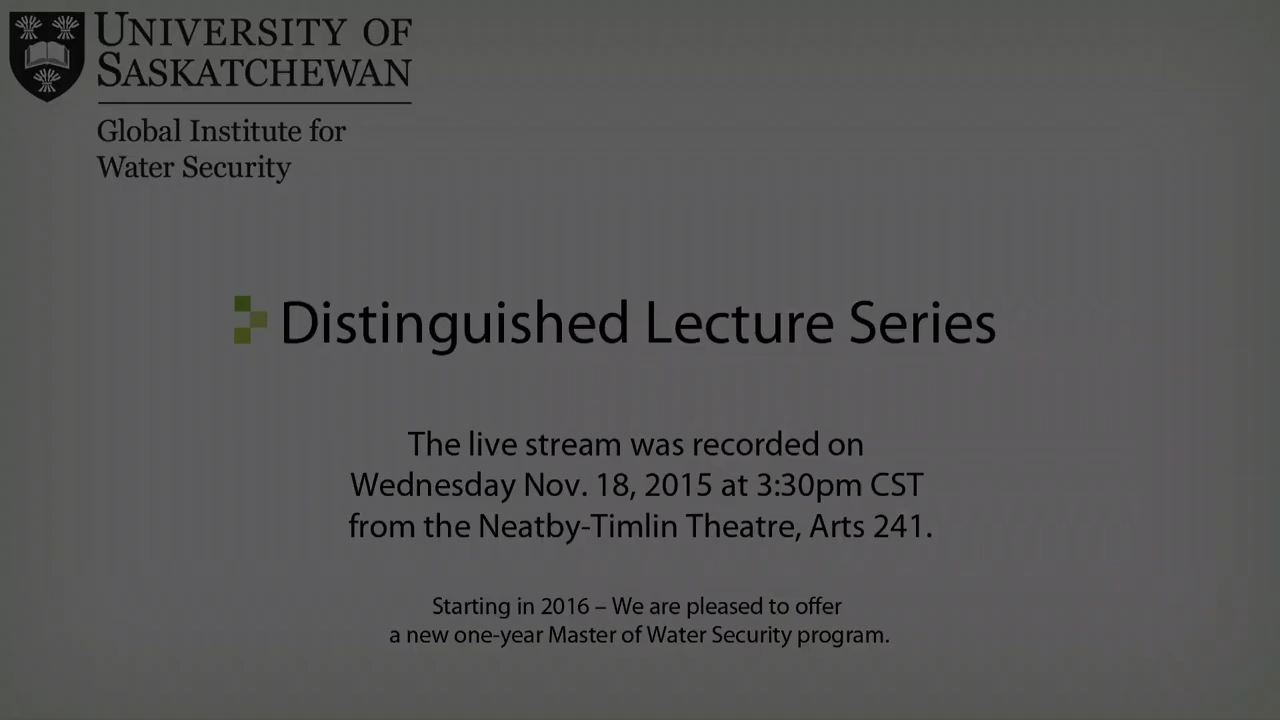 UNIVERSITY OF
SASKATCHEWAN
Global Institute for
Water Security
Distinguished Lecture Series
The live stream was recorded on
Wednesday Nov. 18, 2015 at 3:30pm CST
from the Neatby-Timlin Theatre, Arts 241.
Starting in 2016 – We are pleased to offer
a new one-year Master of Water Security program.